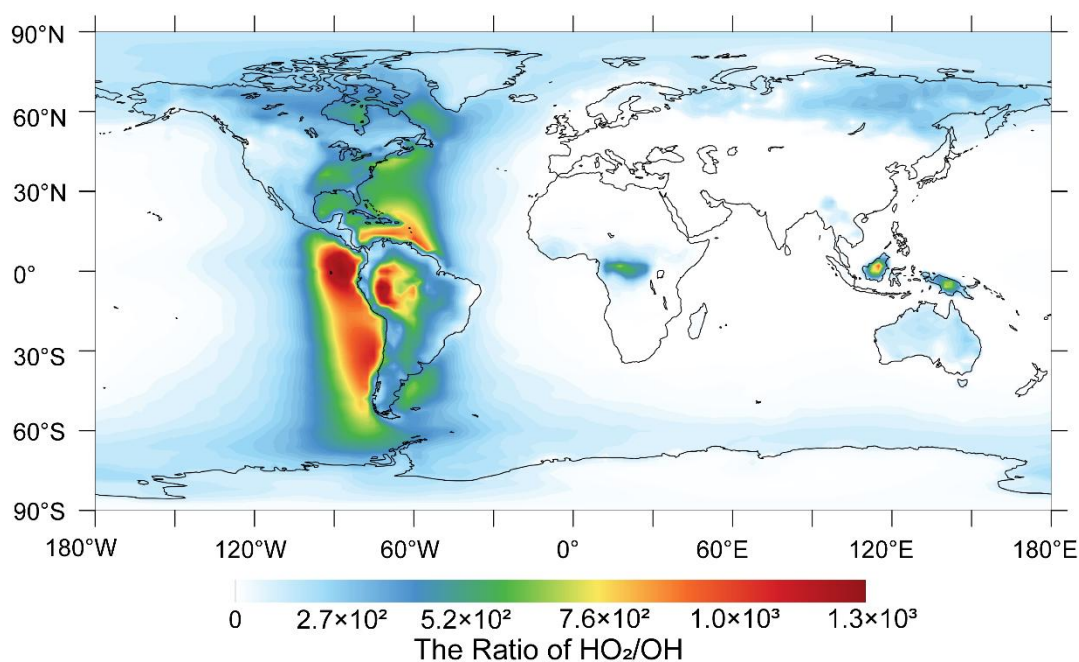 90°N
60°N
30°N
0°
30°S
60°S
90°S
180°W 120°W 60°W 0° 60°E 120°E 180°E
0 2.7×10² 5.2×10² 7.6×10² 1.0×10³ 1.3×10³
The Ratio of HO₂/OH